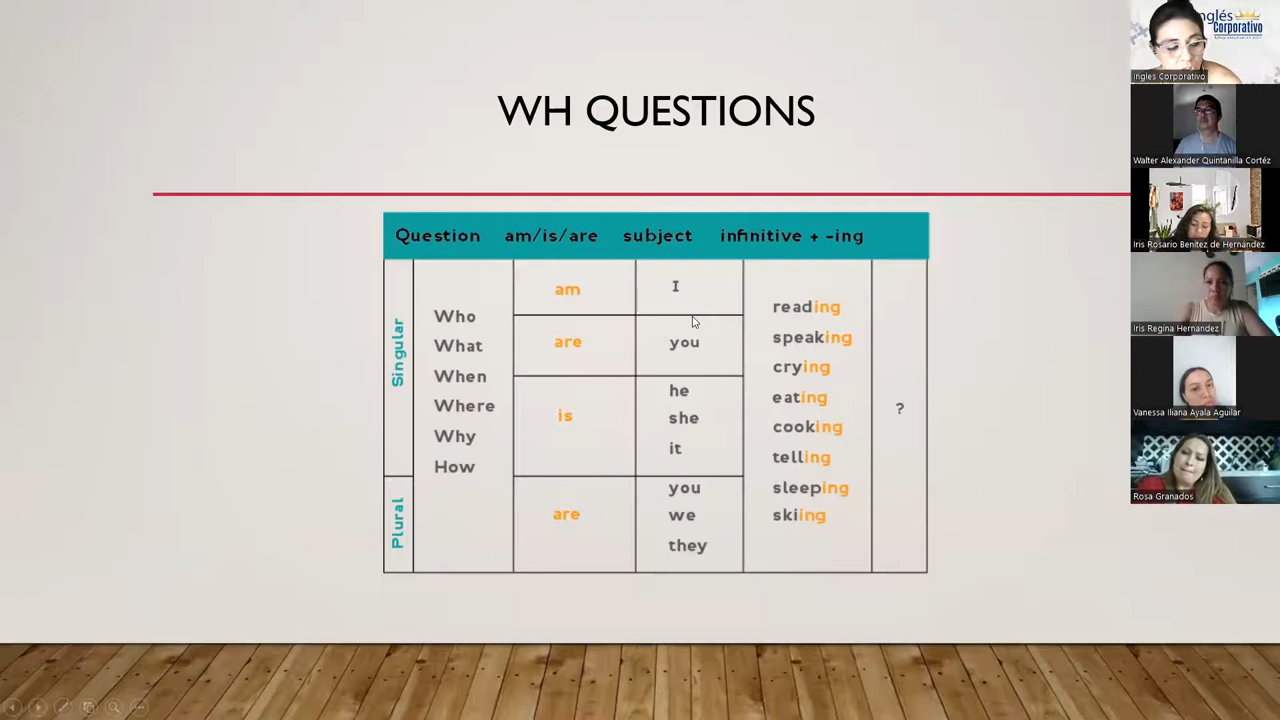 WH QUESTIONS
Question am/is/are subject infinitive + -ing
Singular
Who
What
When
Where
Why
How
am
are
is
I
you
he
she
it
reading
speaking
crying
eating
cooking
telling
sleeping
skiing
?
Plural
are
you
we
they
Inglés
Corporativo
Ingles Corporativo
Walter Alexander Quintanilla Cortéz
Iris Rosario Benitez de Hernández
Iris Regina Hernández
Vanessa Iliana Ayala Aguilar
Rosa Granados